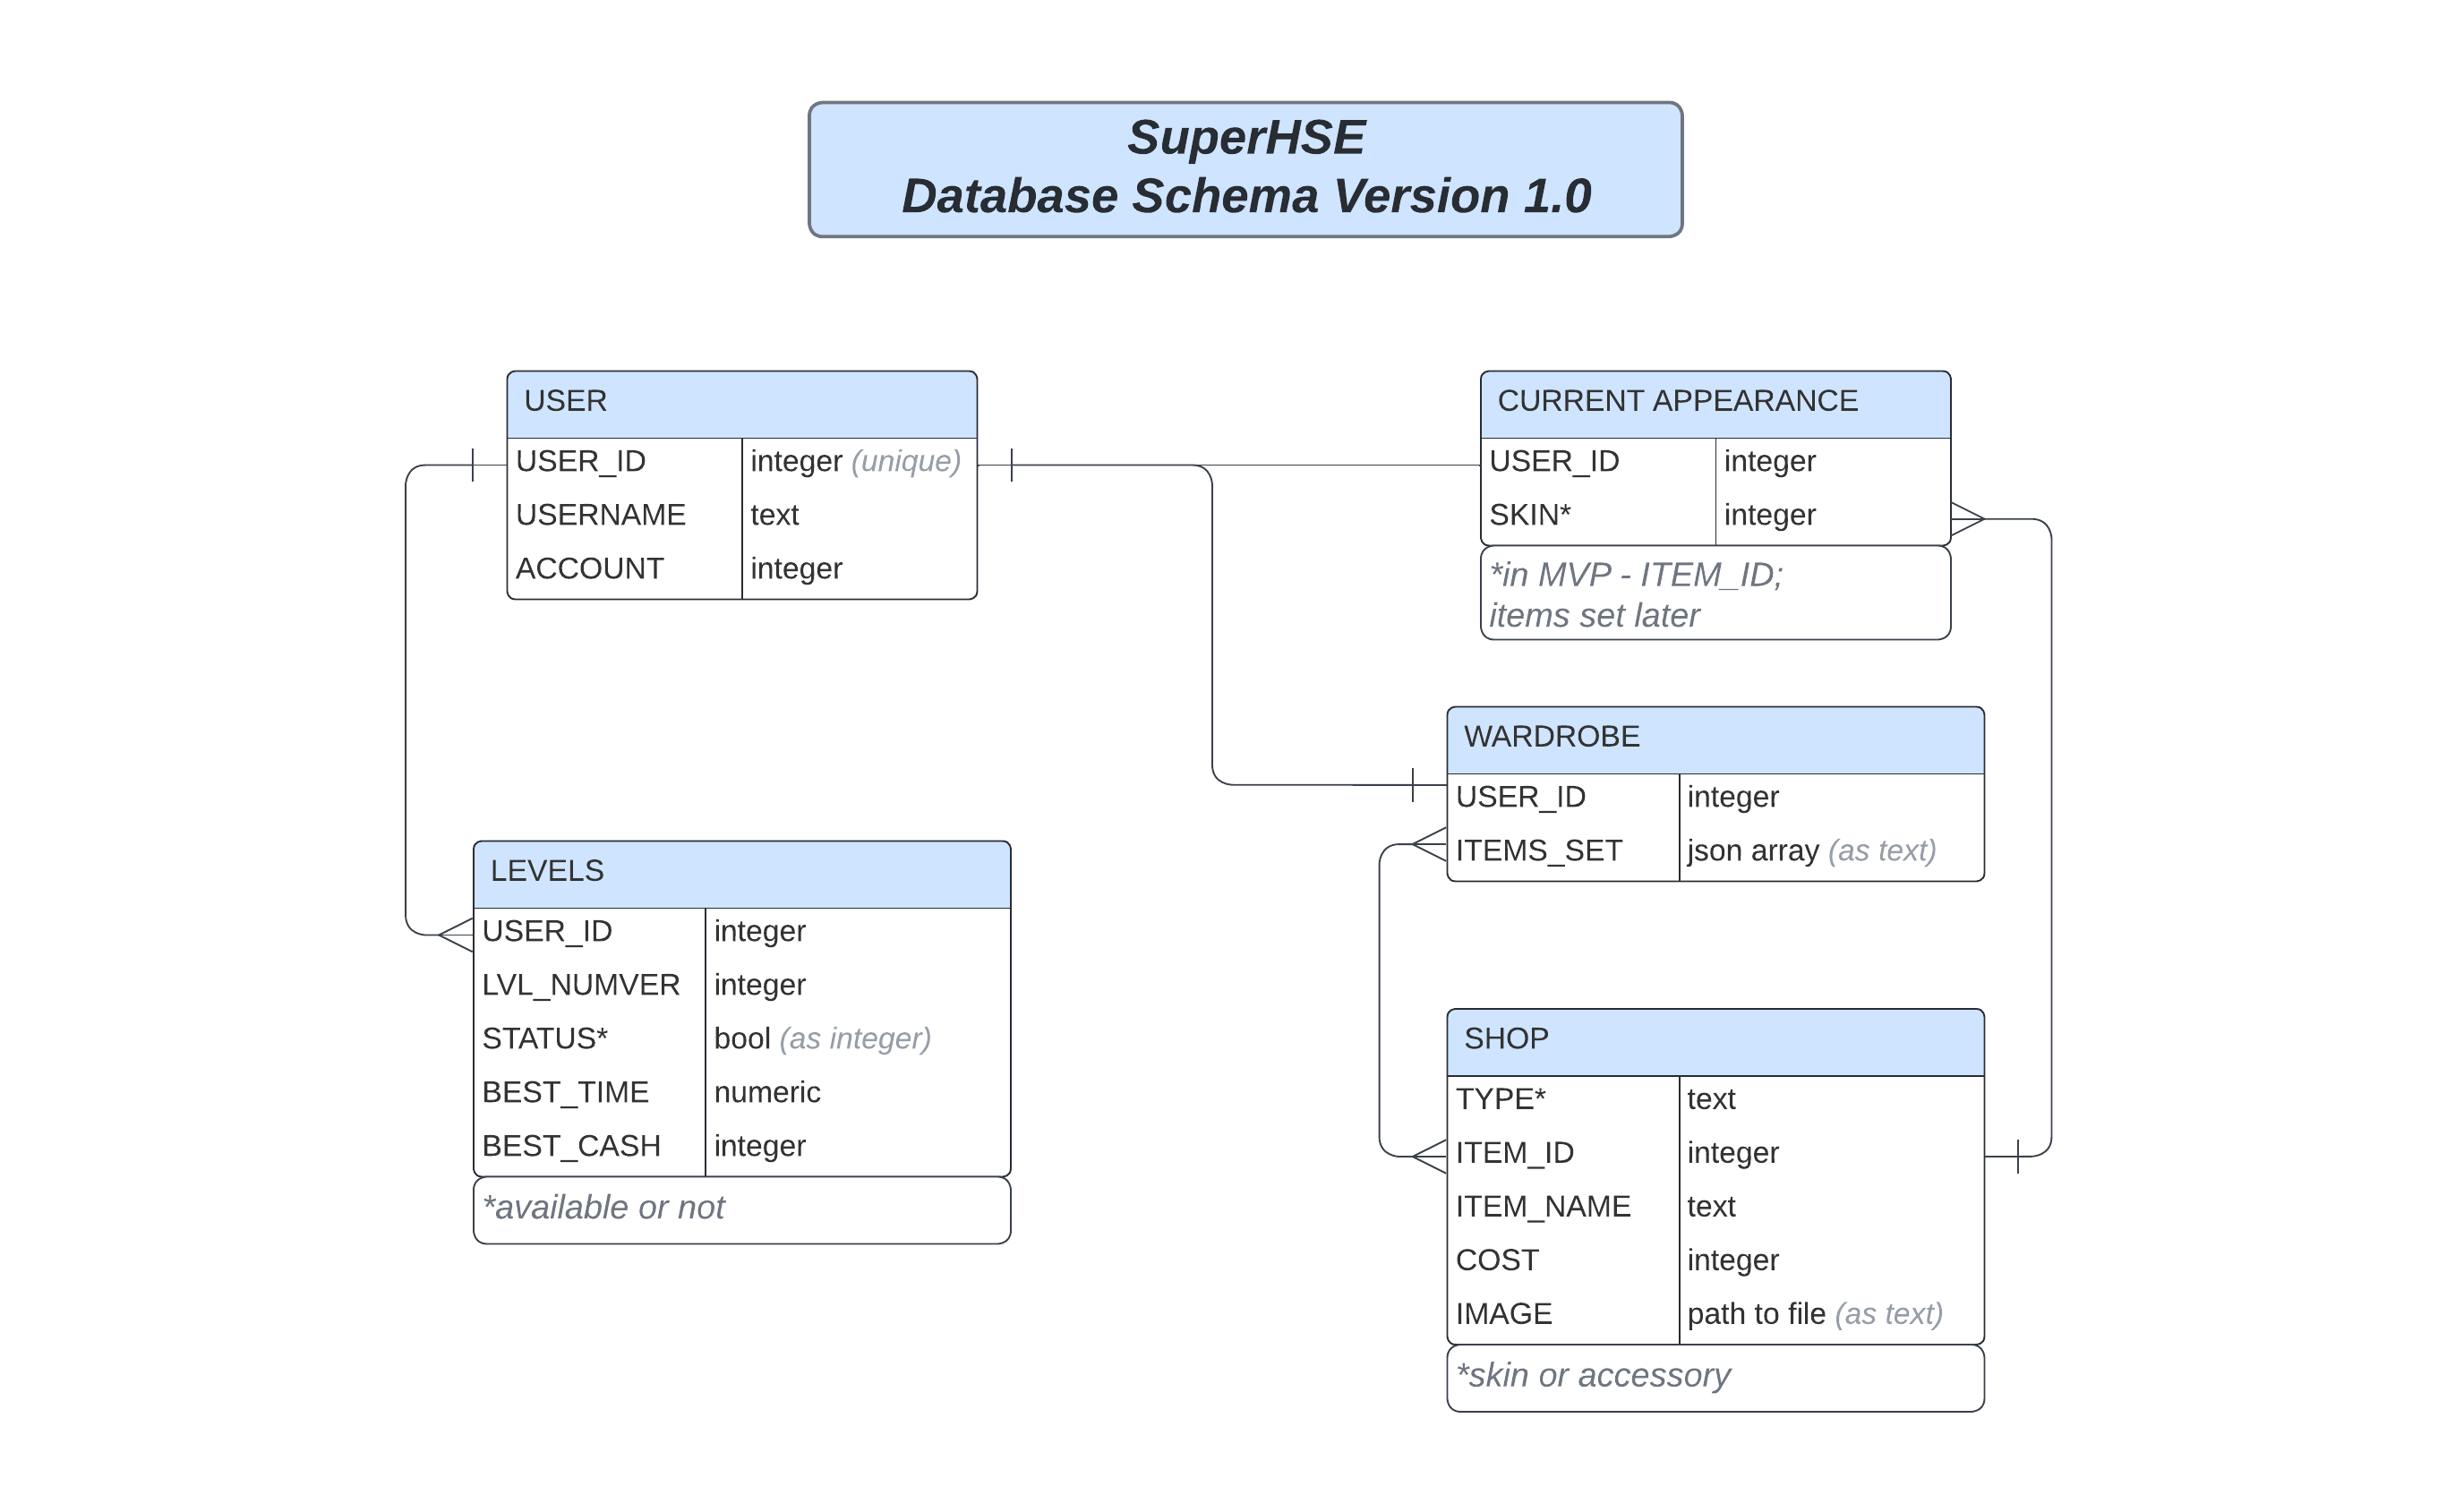 SuperHSE
Database Schema Version 1.0
USER
USER_ID integer (unique)
USERNAME text
ACCOUNT integer
CURRENT APPEARANCE
USER_ID integer
SKIN* integer
*in MVP - ITEM_ID;
items set later
WARDROBE
USER_ID integer
ITEMS_SET json array (as text)
LEVELS
USER_ID integer
LVL_NUMVER integer
STATUS* bool (as integer)
BEST_TIME numeric
BEST_CASH integer
*available or not
SHOP
TYPE* text
ITEM_ID integer
ITEM_NAME text
COST integer
IMAGE path to file (as text)
*skin or accessory